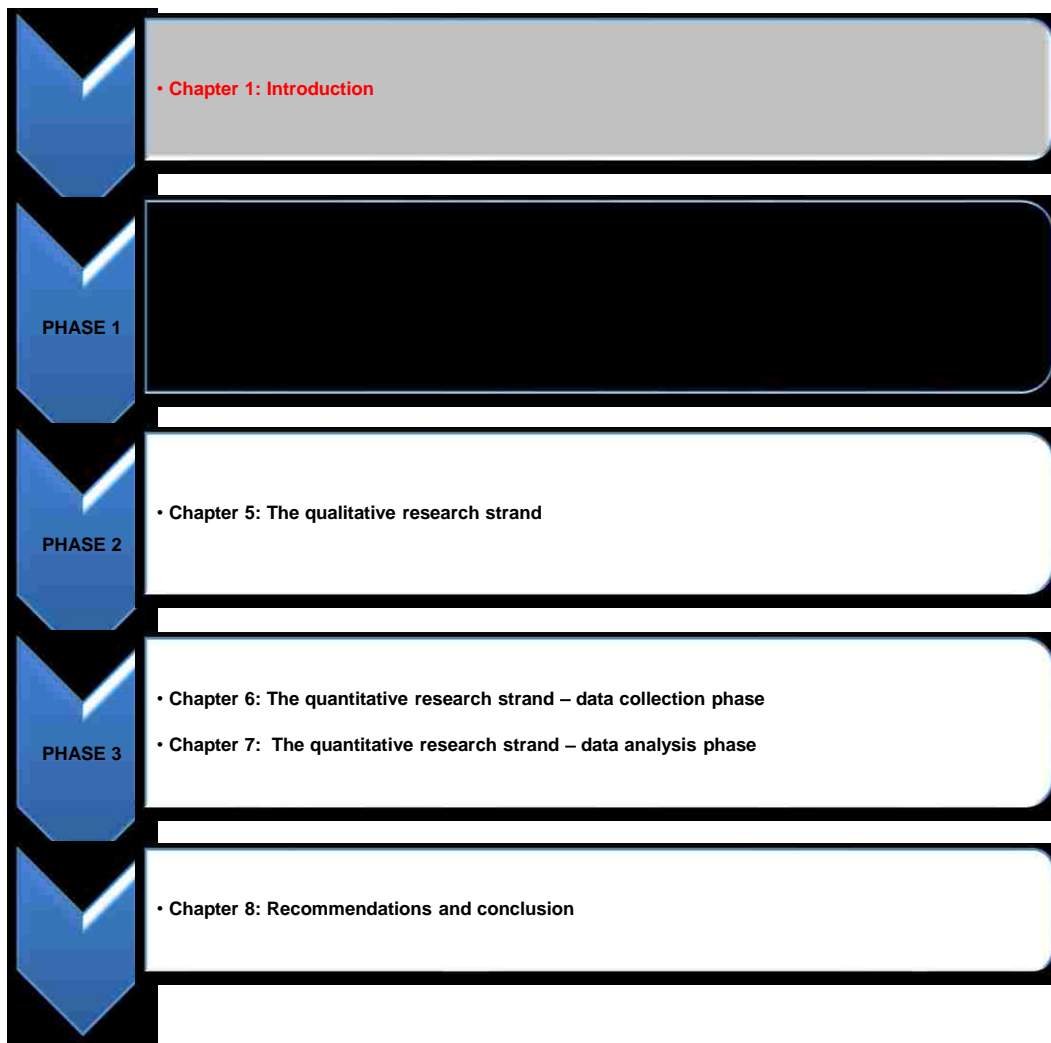 • Chapter 1: Introduction
PHASE 1
• Chapter 5: The qualitative research strand
PHASE 2
• Chapter 6: The quantitative research strand – data collection phase
• Chapter 7:  The quantitative research strand – data analysis phase
PHASE 3
• Chapter 8: Recommendations and conclusion